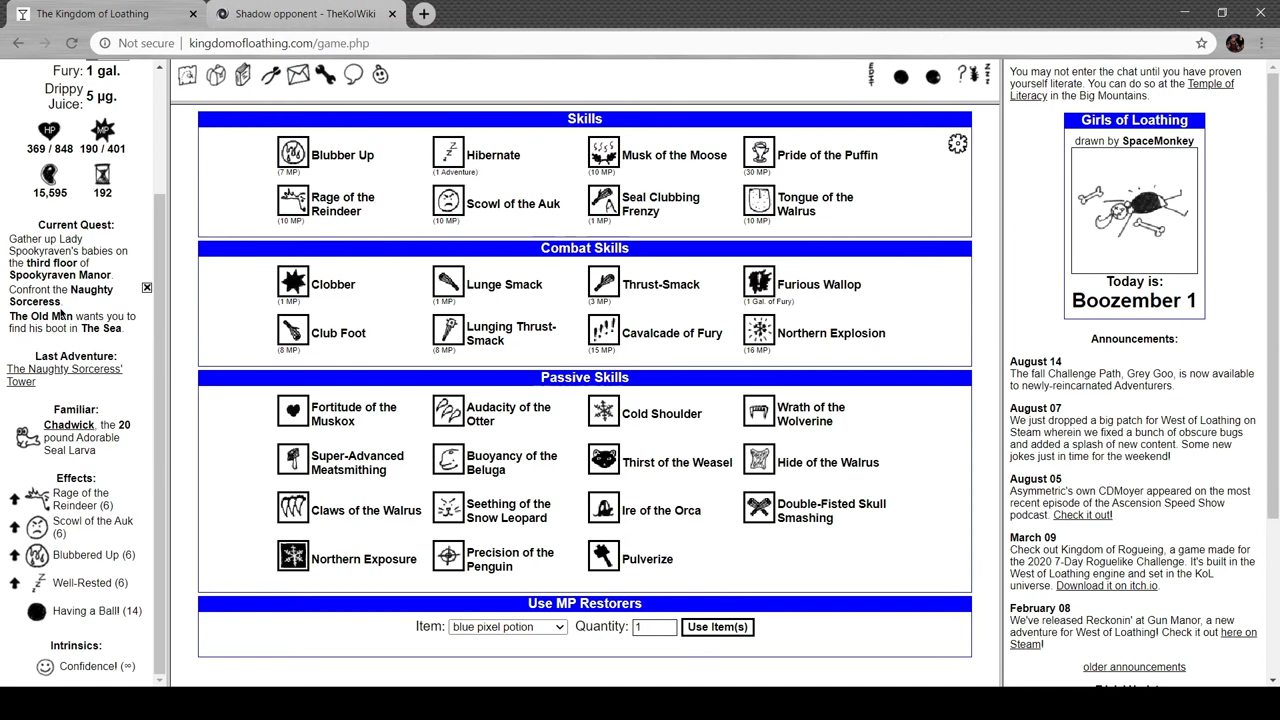 The Kingdom of Loathing
Shadow opponent - TheKolWiki
Not secure
kingdomofloathing.com/game.php
Fury: 1 gal.
Drippy
Juice: 5 μg.
HP
MP
369 / 848
190 / 401
15,595
192
Current Quest:
Gather up Lady
Spookyraven's babies on
the third floor of
Spookyraven Manor.
Confront the Naughty
Sorceress.
The Old Man wants you to
find his boot in The Sea.
Last Adventure:
The Naughty Sorceress'
Tower
Familiar:
Chadwick, the 20
pound Adorable
Seal Larva
Effects:
Rage of the
Reindeer (6)
Scowl of the Auk
(6)
Blubbered Up (6)
Well-Rested (6)
Having a Ball! (14)
Intrinsics:
Confidence! (∞)
Skills
Blubber Up
(7 MP)
Hibernate
(1 Adventure)
Musk of the Moose
(10 MP)
Pride of the Puffin
(30 MP)
Rage of the
Reindeer
(10 MP)
Scowl of the Auk
(10 MP)
Seal Clubbing
Frenzy
(1 MP)
Tongue of the
Walrus
(10 MP)
Combat Skills
Clobber
(1 MP)
Lunge Smack
(1 MP)
Thrust-Smack
(3 MP)
Furious Wallop
(1 Gal. of Fury)
Club Foot
(8 MP)
Lunging Thrust-
Smack
(8 MP)
Cavalcade of Fury
(15 MP)
Northern Explosion
(16 MP)
Passive Skills
Fortitude of the
Muskox
Audacity of the
Otter
Cold Shoulder
Wrath of the
Wolverine
Super-Advanced
Meatsmithing
Buoyancy of the
Beluga
Thirst of the Weasel
Hide of the Walrus
Claws of the Walrus
Seething of the
Snow Leopard
Ire of the Orca
Double-Fisted Skull
Smashing
Northern Exposure
Precision of the
Penguin
Pulverize
Use MP Restorers
Item: blue pixel potion Quantity: 1 Use Item(s)
You may not enter the chat until you have proven
yourself literate. You can do so at the Temple of
Literacy in the Big Mountains.
Girls of Loathing
drawn by SpaceMonkey
Today is:
Boozember 1
Announcements:
August 14
The fall Challenge Path, Grey Goo, is now available
to newly-reincarnated Adventurers.
August 07
We just dropped a big patch for West of Loathing on
Steam wherein we fixed a bunch of obscure bugs
and added a splash of new content. Some new
jokes just in time for the weekend!
August 05
Asymmetric's own CDMoyer appeared on the most
recent episode of the Ascension Speed Show
podcast. Check it out!
March 09
Check out Kingdom of Rogueing, a game made for
the 2020 7-Day Roguelike Challenge. It's built in the
West of Loathing engine and set in the KoL
universe. Download it on itch.io.
February 08
We've released Reckonin' at Gun Manor, a new
adventure for West of Loathing! Check it out here on
Steam!
older announcements